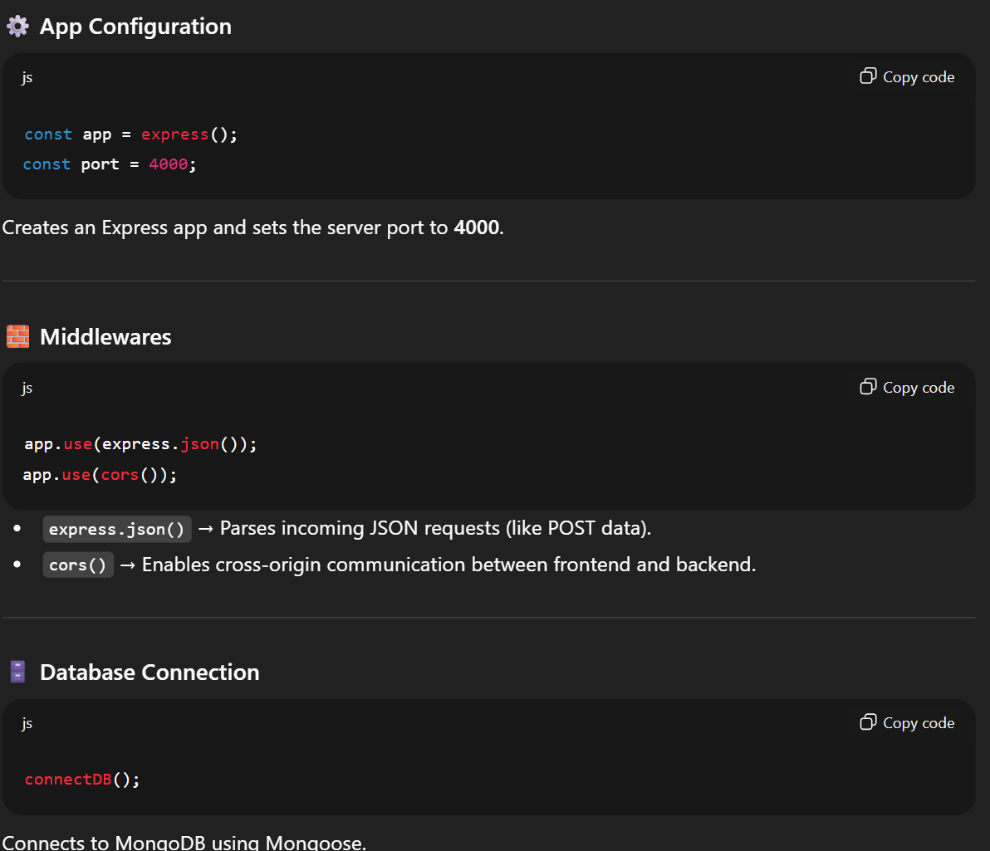 ⚙️ App Configuration
js
Copy code
const app = express();
const port = 4000;
Creates an Express app and sets the server port to 4000.
🧱 Middlewares
js
Copy code
app.use(express.json());
app.use(cors());
• express.json() → Parses incoming JSON requests (like POST data).
• cors() → Enables cross-origin communication between frontend and backend.
🗄️ Database Connection
js
Copy code
connectDB();
Connects to MongoDB using Mongoose.